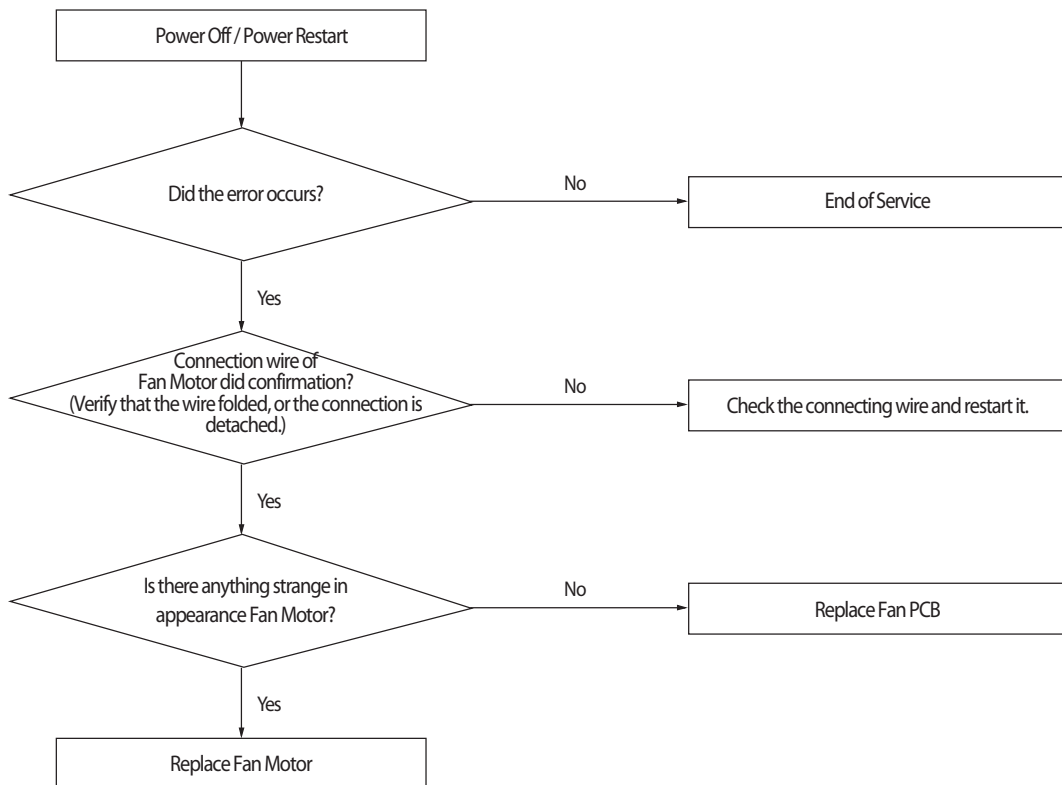 Power Off / Power Restart
Did the error occurs?
No
End of Service
Yes
Connection wire of
Fan Motor did confirmation?
(Verify that the wire folded, or the connection is
detached.)
No
Check the connecting wire and restart it.
Yes
Is there anything strange in
appearance Fan Motor?
No
Replace Fan PCB
Yes
Replace Fan Motor